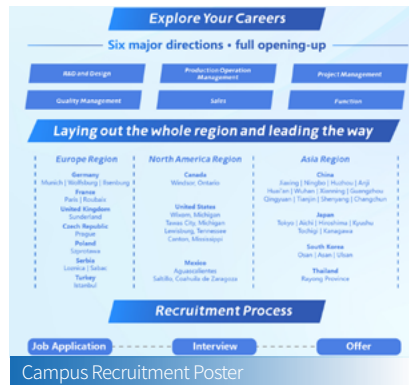 Explore Your Careers
Six major directions • full opening-up
R&D and Design
Production Operation
Management
Project Management
Quality Management
Sales
Function
Laying out the whole region and leading the way
Europe Region
Germany
Munich | Wolfsburg | Bernburg
France
Paris | Roubaix
United Kingdom
Sunderland
Czech Republic
Prague
Poland
Serbia
Loznica | Sabac
Turkey
Istanbul
North America Region
Canada
Windsor, Ontario
United States
Wixom, Michigan
Texas City, Michigan
Lewisburg, Tennessee
Canton, Mississippi
Mexico
Aguascalientes
Saltillo, Coahuila de Zaragoza
Asia Region
China
Jiaxing | Ningbo | Huzhou | Anji
Huai'an | Wuhan | Xianning | Guangzhou
Qingyuan | Tianjin | Shenyang | Changchun
Japan
Tokyo | Aichi | Hiroshima | Kyushu
Tochigi | Kanagawa
South Korea
Osan | Asan | Ulsan
Thailand
Rayong Province
Recruitment Process
Job Application
Interview
Offer
Campus Recruitment Poster